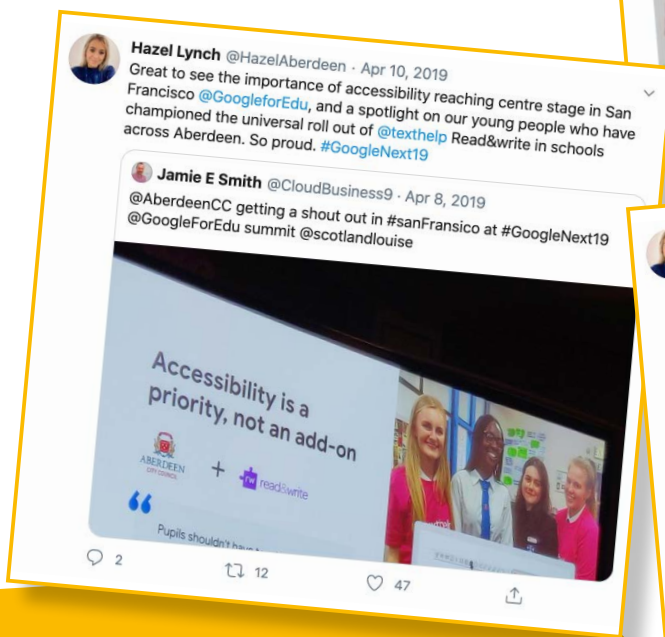 Hazel Lynch @HazelAberdeen · Apr 10, 2019
Great to see the importance of accessibility reaching centre stage in San
Francisco @GoogleforEdu, and a spotlight on our young people who have
championed the universal roll out of @texthelp Read&write in schools
across Aberdeen. So proud. #GoogleNext19
Jamie E Smith @CloudBusiness9 · Apr 8, 2019
@AberdeenCC getting a shout out in #sanFransico at #GoogleNext19
@GoogleForEdu summit @scotlandlouise
Accessibility is a
priority, not an add-on
ABERDEEN
CITY COUNCIL
+
rw read&write
“
Pupils shouldn't
2
12
47